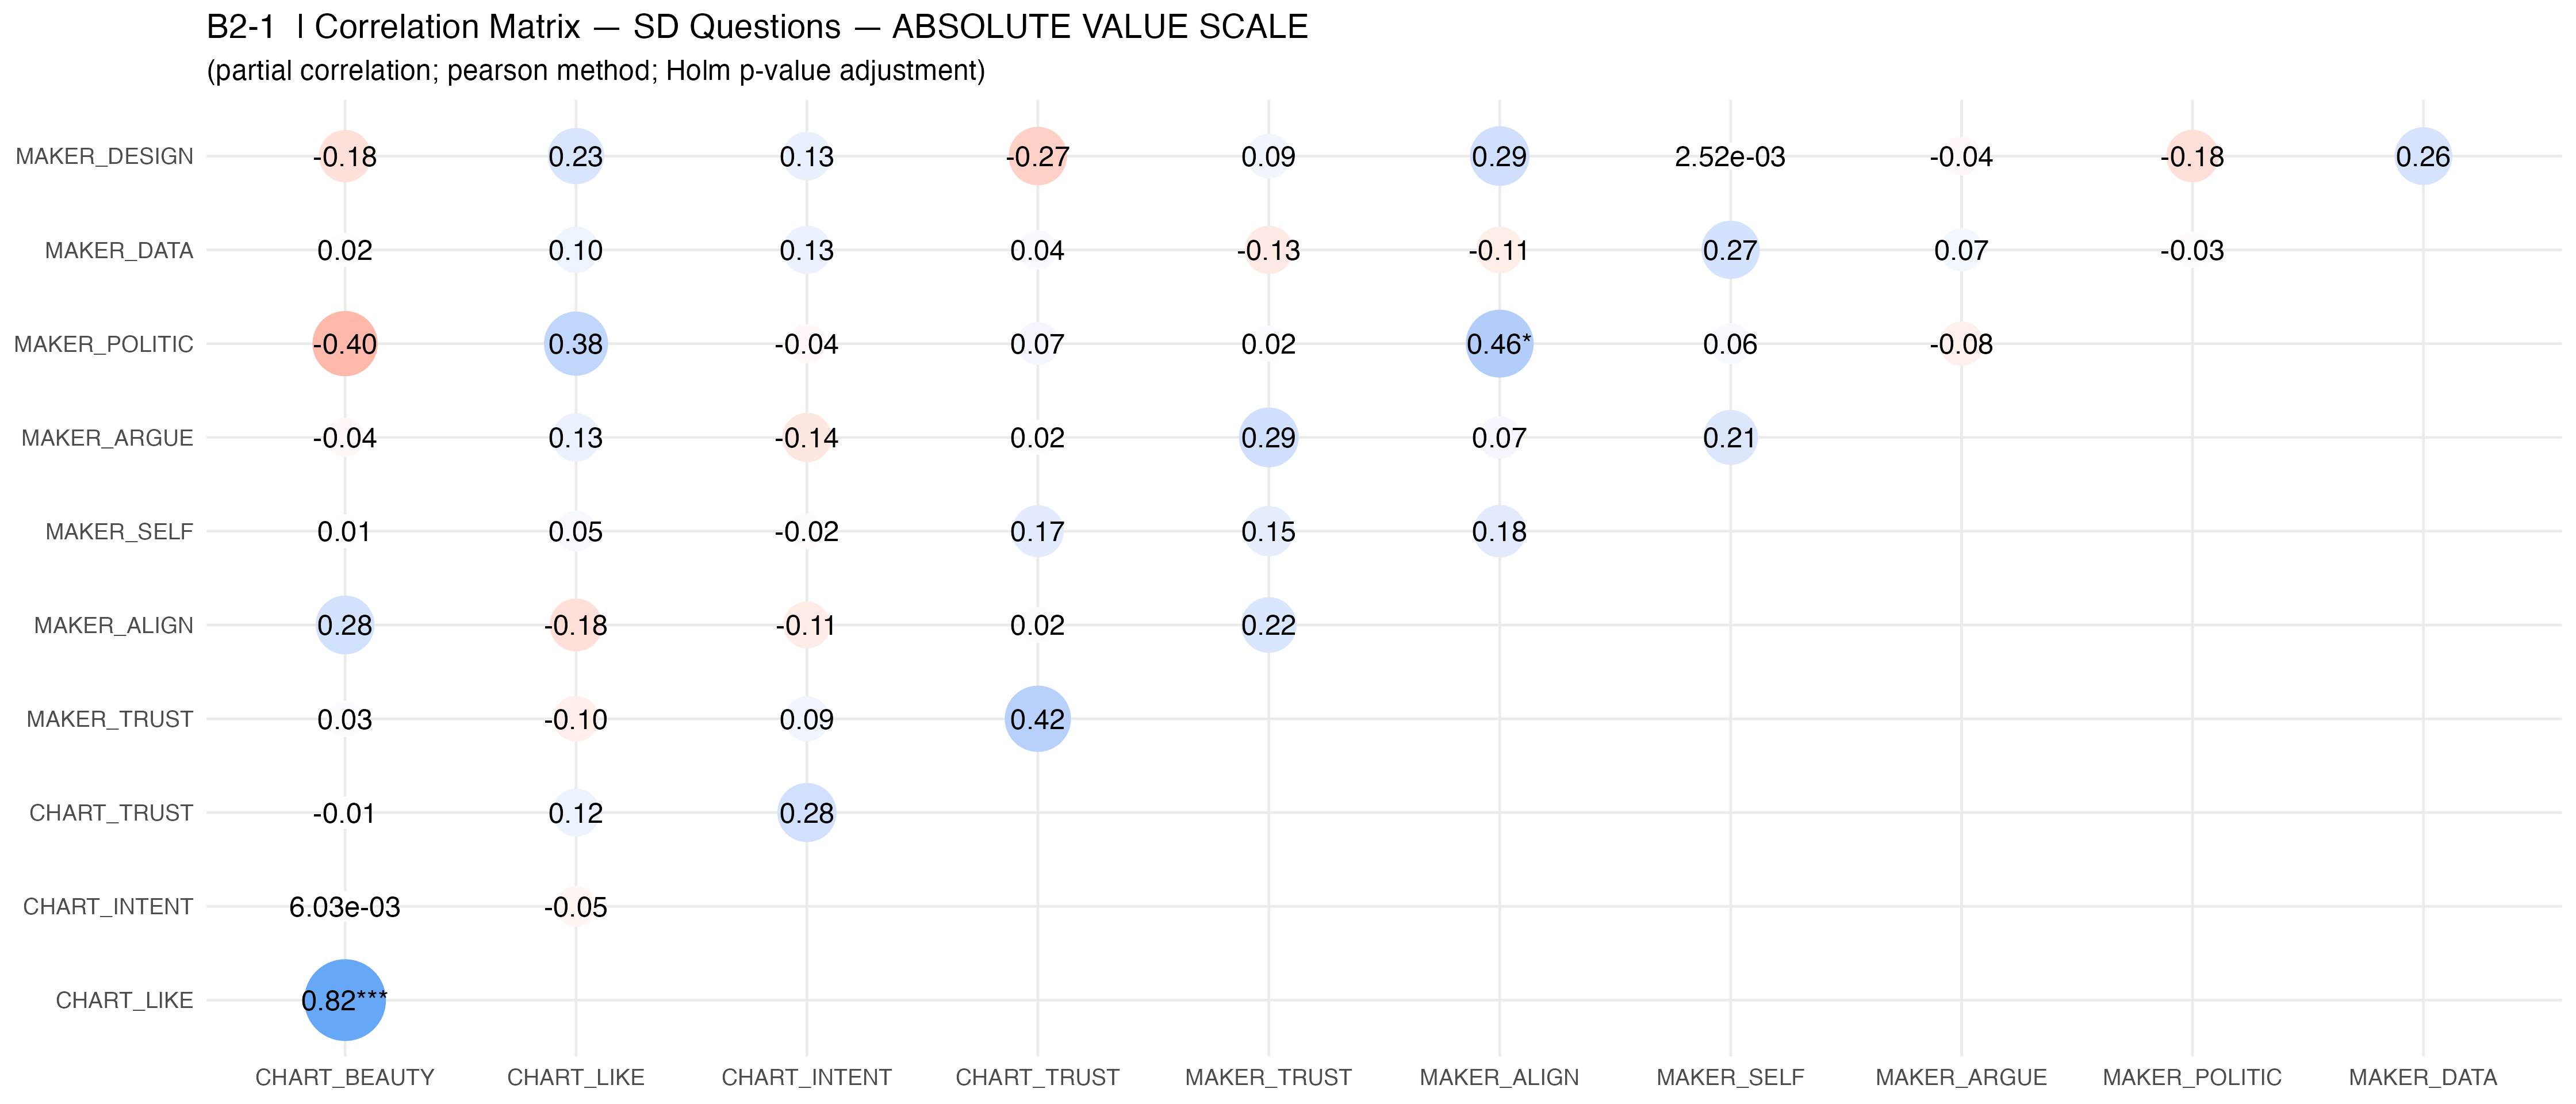 B2-1 | Correlation Matrix — SD Questions — ABSOLUTE VALUE SCALE
(partial correlation; pearson method; Holm p-value adjustment)
MAKER_DESIGN -0.18 0.23 0.13 -0.27 0.09 0.29 2.52e-03 -0.04 -0.18 0.26
MAKER_DATA 0.02 0.10 0.13 0.04 -0.13 -0.11 0.27 0.07 -0.03
MAKER_POLITIC -0.40 0.38 -0.04 0.07 0.02 0.46* 0.06 -0.08
MAKER_ARGUE -0.04 0.13 -0.14 0.02 0.29 0.07 0.21
MAKER_SELF 0.01 0.05 -0.02 0.17 0.15 0.18
MAKER_ALIGN 0.28 -0.18 -0.11 0.02 0.22
MAKER_TRUST 0.03 -0.10 0.09 0.42
CHART_TRUST -0.01 0.12 0.28
CHART_INTENT 6.03e-03 -0.05
CHART_LIKE 0.82***
CHART_BEAUTY CHART_LIKE CHART_INTENT CHART_TRUST MAKER_TRUST MAKER_ALIGN MAKER_SELF MAKER_ARGUE MAKER_POLITIC MAKER_DATA